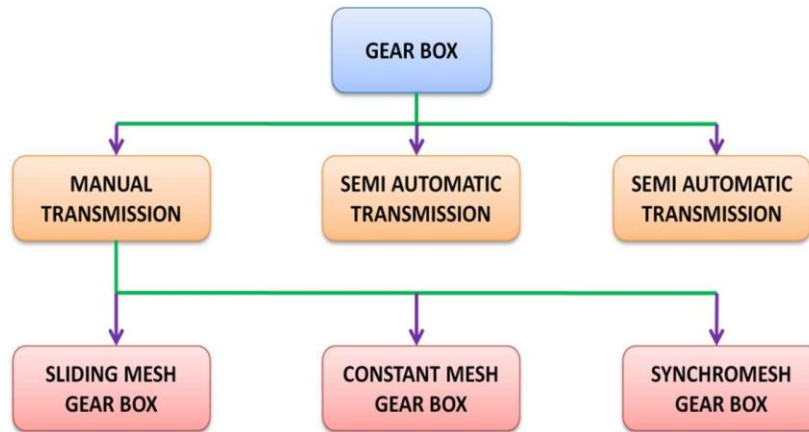 GEAR BOX
MANUAL
TRANSMISSION
SEMI AUTOMATIC
TRANSMISSION
SEMI AUTOMATIC
TRANSMISSION
SLIDING MESH
GEAR BOX
CONSTANT MESH
GEAR BOX
SYNCHROMESH
GEAR BOX